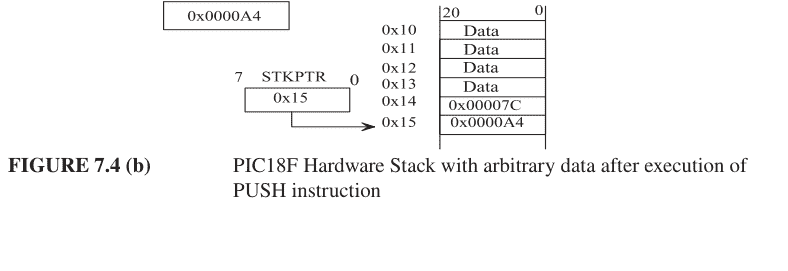 20 0
0x0000A4
0x10 Data
0x11 Data
0x12 Data
7 STKPTR 0
0x13 Data
0x15
0x14 0x00007C
0x15 0x0000A4
FIGURE 7.4 (b) PIC18F Hardware Stack with arbitrary data after execution of
PUSH instruction